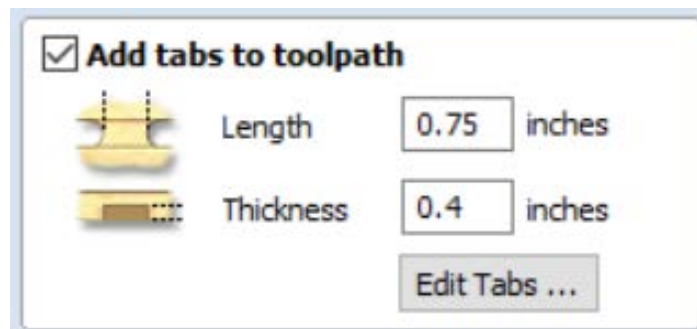 Add tabs to toolpath
Length 0.75 inches
Thickness 0.4 inches
Edit Tabs ...